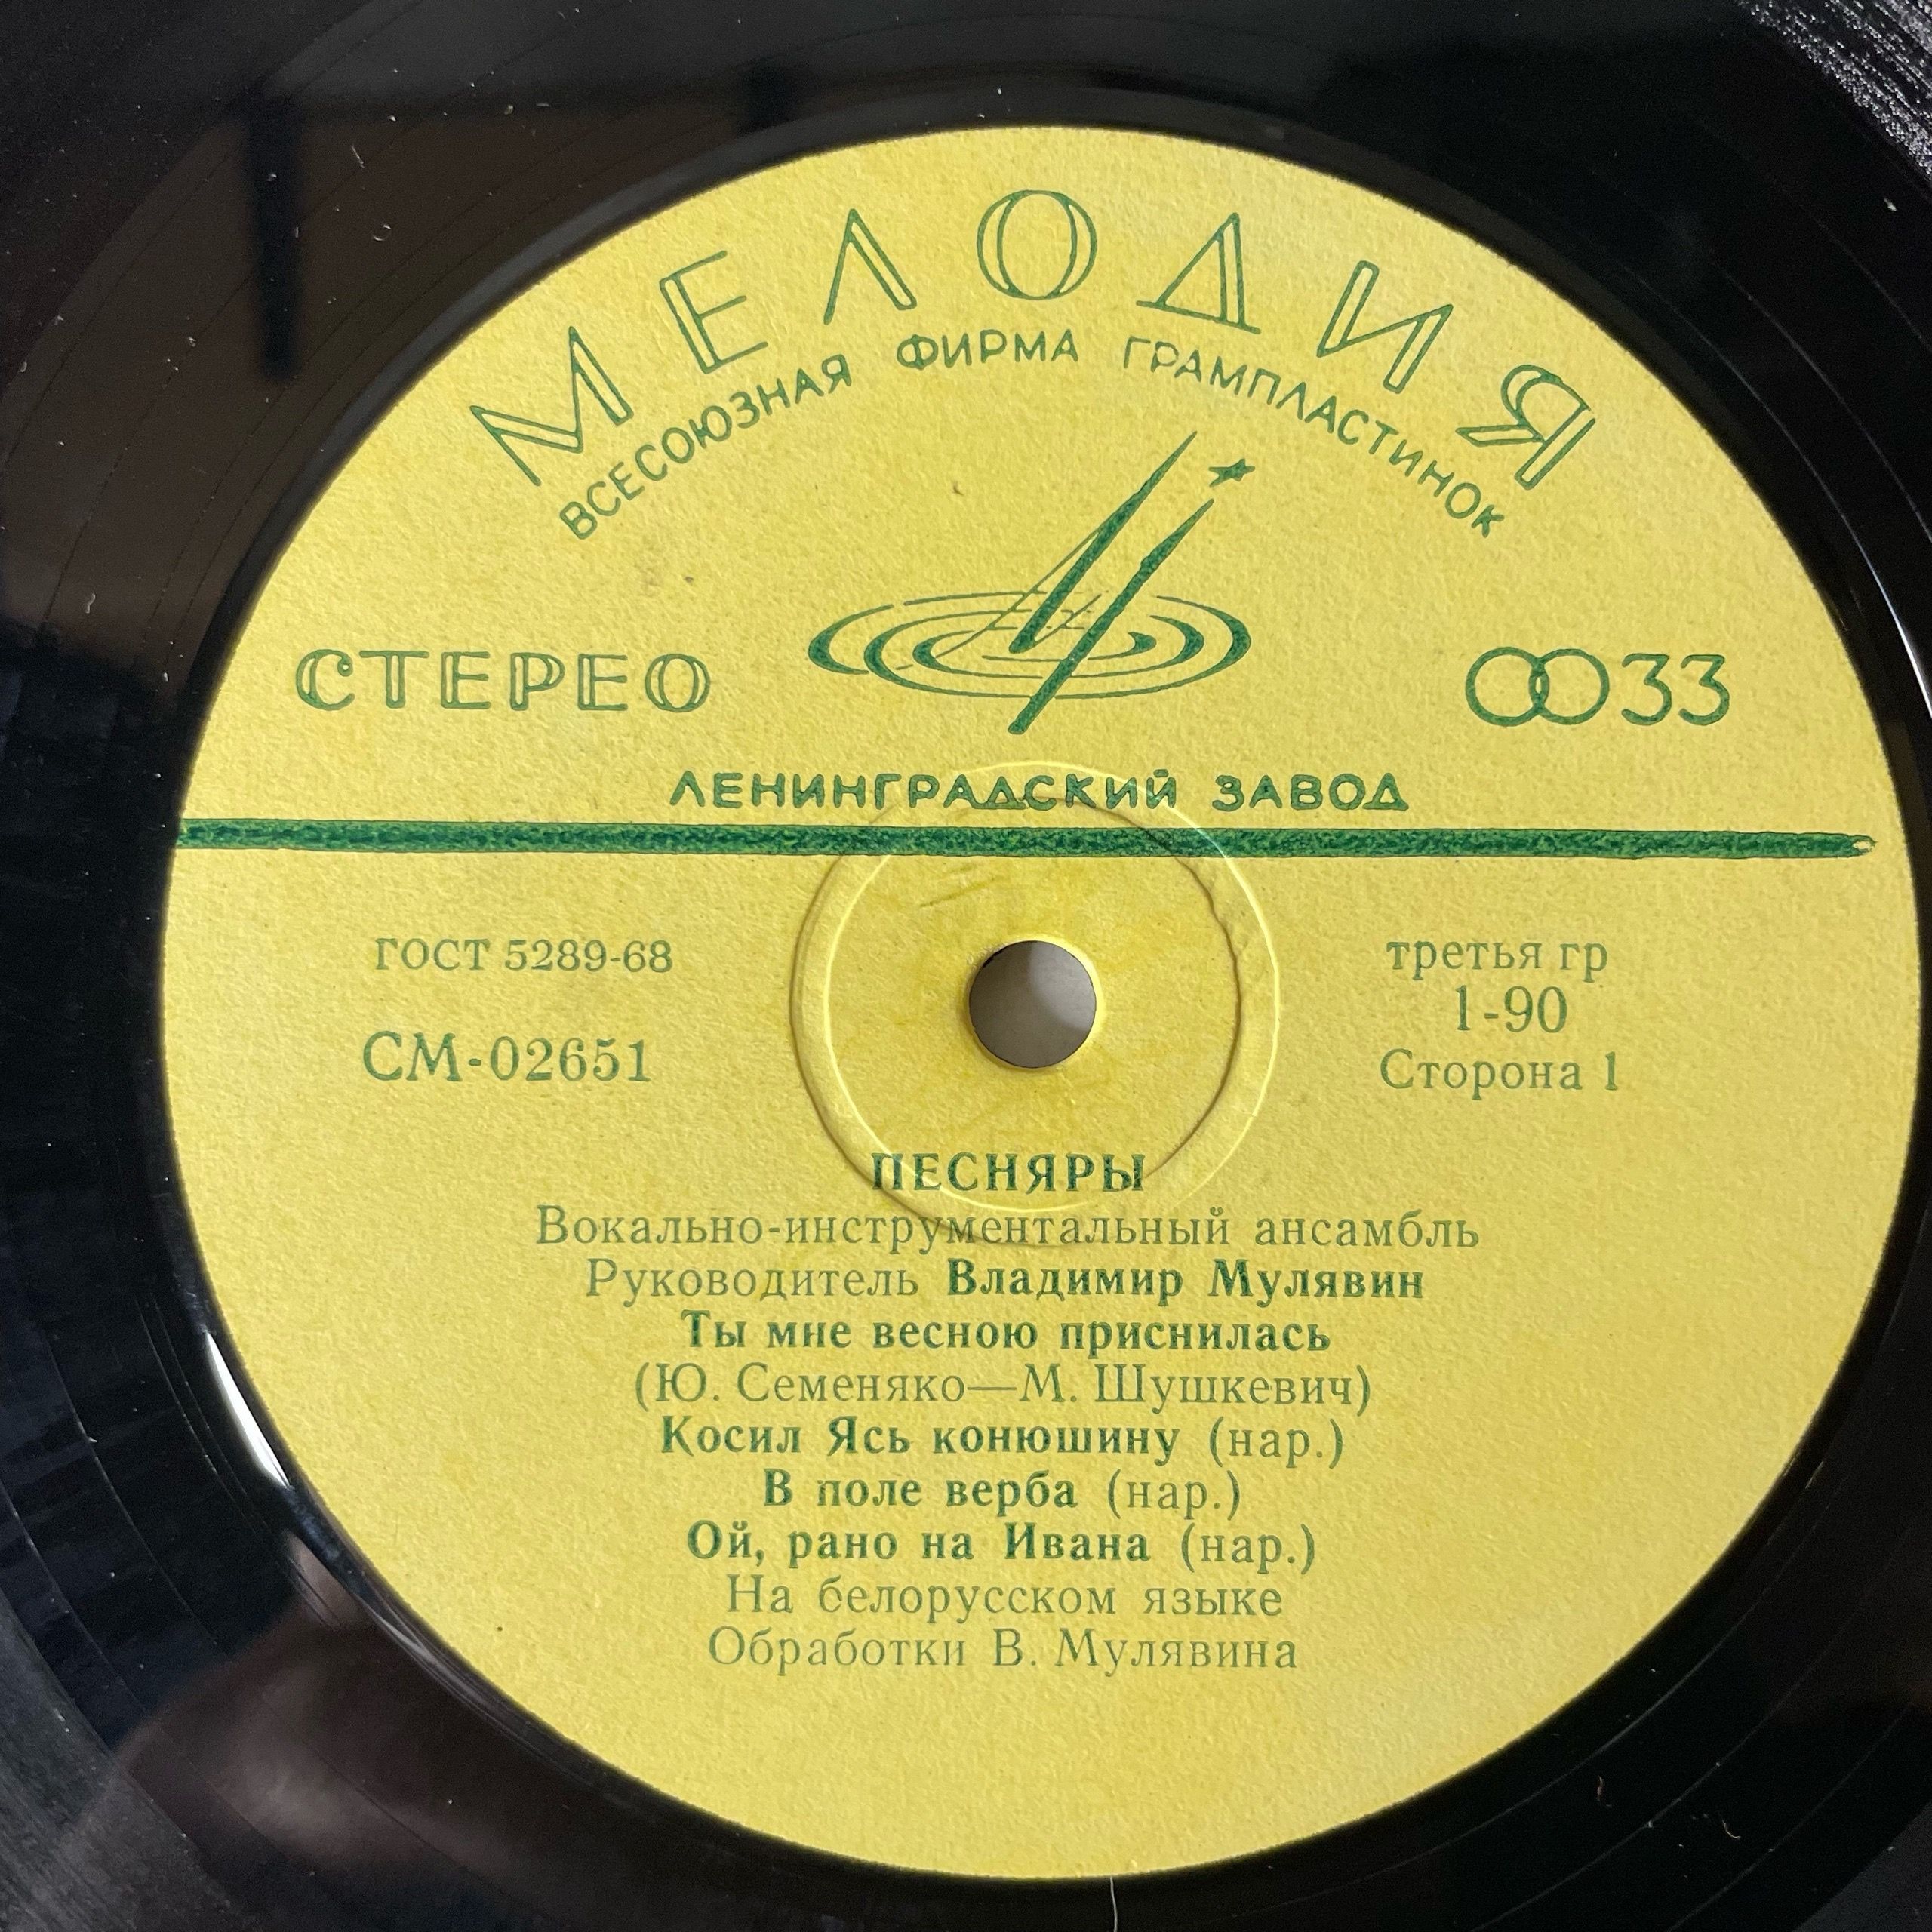 МЕЛОДИЯ
ВСЕСОЮЗНАЯ ФИРМА ГРАМПЛАСТИНОК
СТЕРЕО
33
ЛЕНИНГРАДСКИЙ ЗАВОД
ГОСТ 5289-68
СМ-02651
третья гр
1-90
Сторона 1
ПЕСНЯРЫ
Вокально-инструментальный ансамбль
Руководитель Владимир Мулявин
Ты мне весною приснилась
(Ю. Семеняко—М. Шушкевич)
Косил Ясь конюшину (нар.)
В поле верба (нар.)
Ой, рано на Ивана (нар.)
На белорусском языке
Обработки В. Мулявина